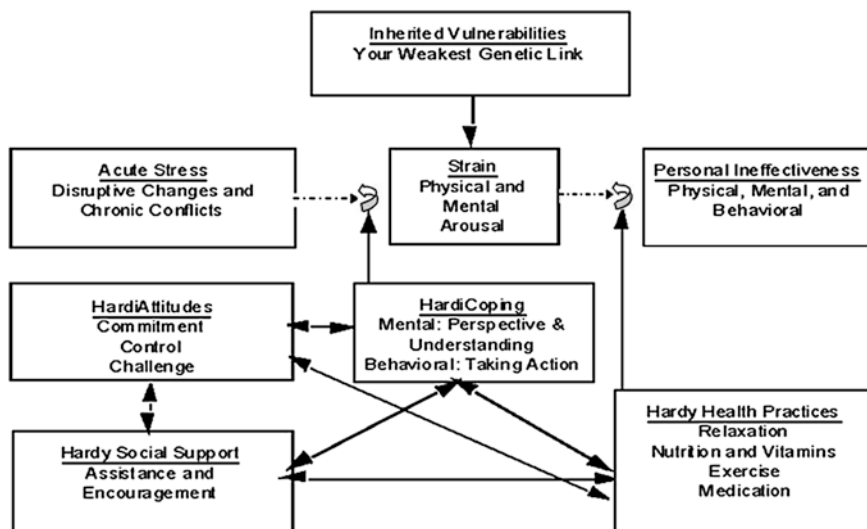 Inherited Vulnerabilities
Your Weakest Genetic Link
Acute Stress
Disruptive Changes and
Chronic Conflicts
Strain
Physical and
Mental
Arousal
Personal Ineffectiveness
Physical, Mental, and
Behavioral
HardiAttitudes
Commitment
Control
Challenge
HardiCoping
Mental: Perspective &
Understanding
Behavioral: Taking Action
Hardy Social Support
Assistance and
Encouragement
Hardy Health Practices
Relaxation
Nutrition and Vitamins
Exercise
Medication